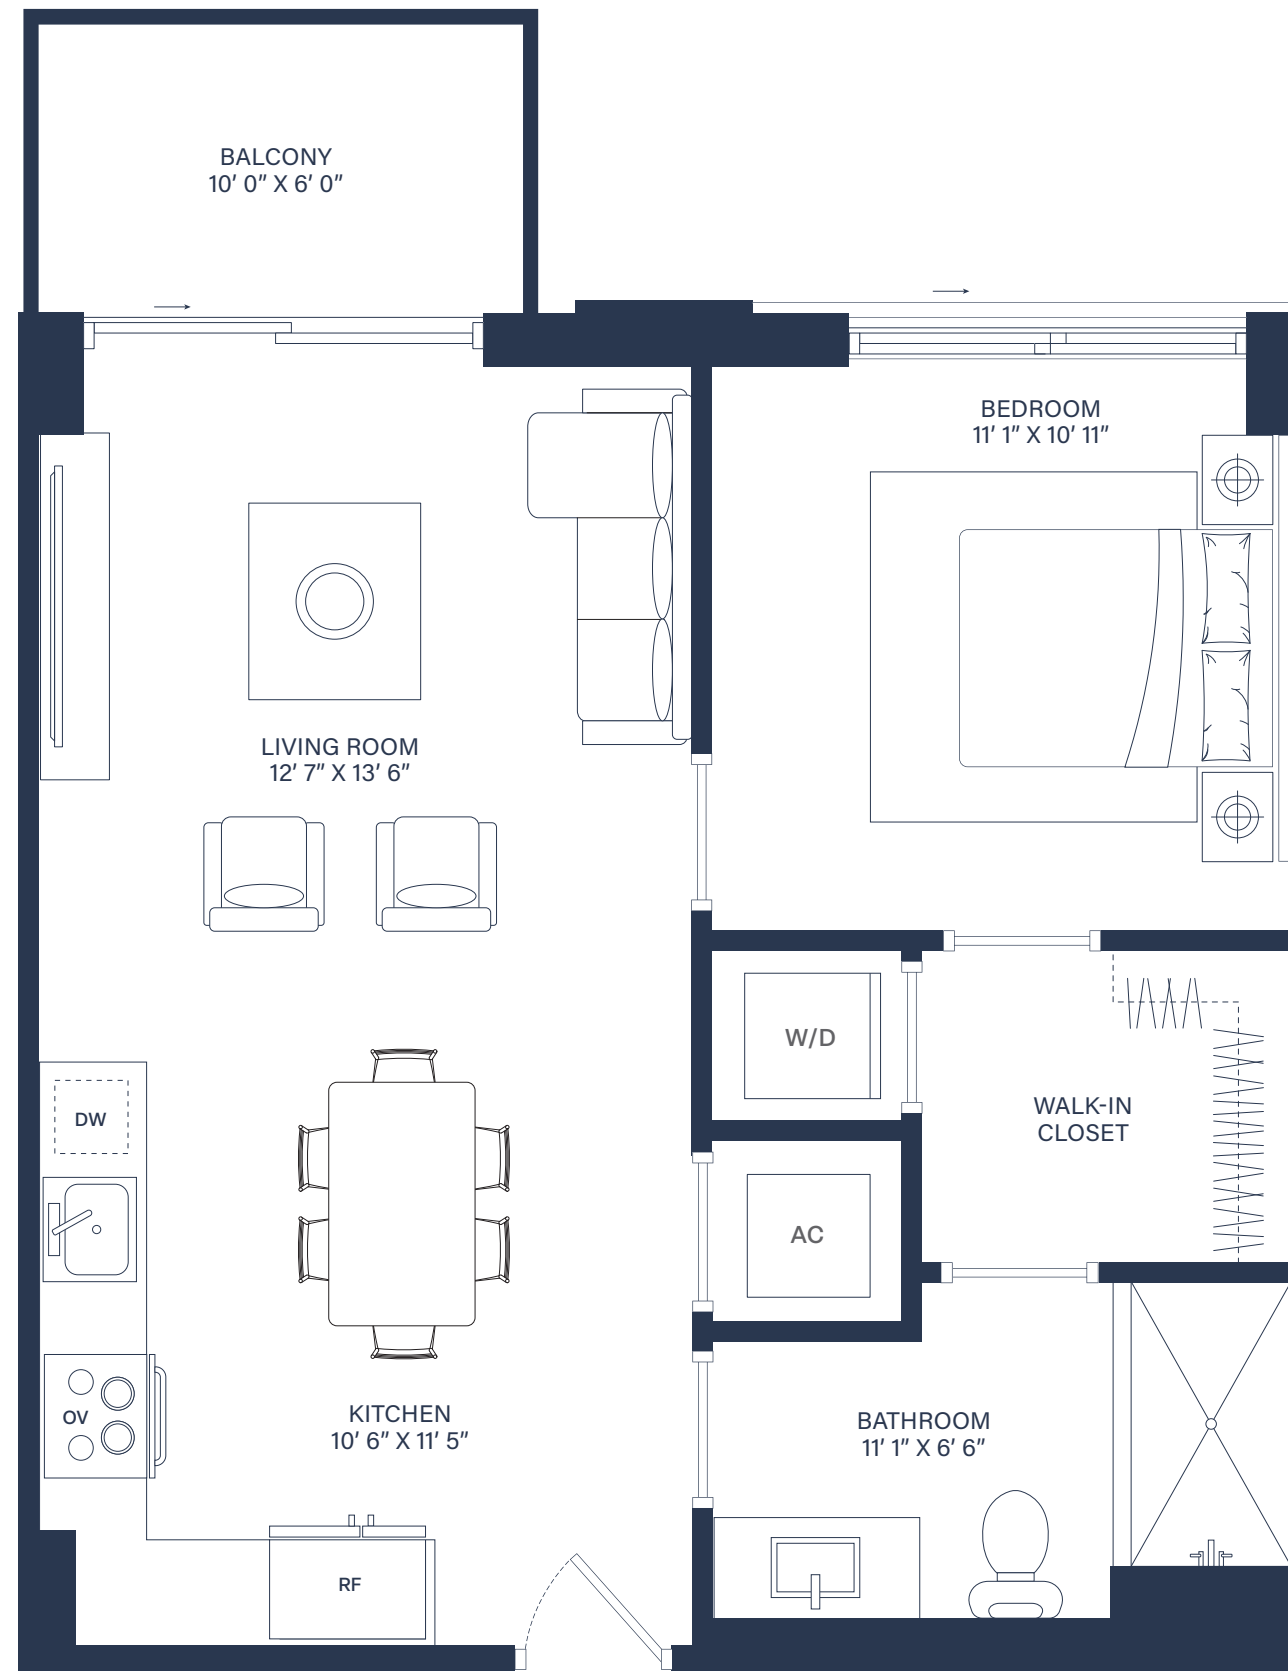 BALCONY
10′ 0″ X 6′ 0″
BEDROOM
11′ 1″ X 10′ 11″
LIVING ROOM
12′ 7″ X 13′ 6″
W/D
WALK-IN
CLOSET
DW
AC
OV
KITCHEN
10′ 6″ X 11′ 5″
BATHROOM
11′ 1″ X 6′ 6″
RF